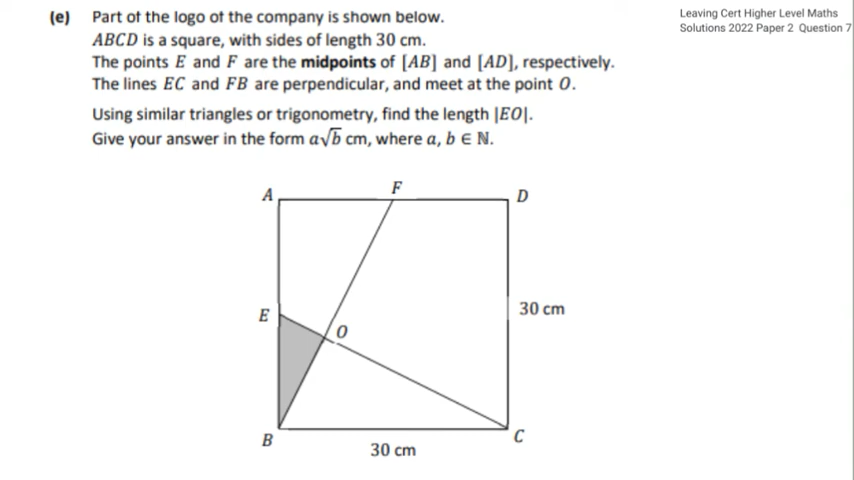 Leaving Cert Higher Level Maths
Solutions 2022 Paper 2 Question 7
(e) Part of the logo of the company is shown below.
ABCD is a square, with sides of length 30 cm.
The points E and F are the midpoints of [AB] and [AD], respectively.
The lines EC and FB are perpendicular, and meet at the point O.
Using similar triangles or trigonometry, find the length |EO|.
Give your answer in the form a√b cm, where a, b ∈ ℕ.
A
F
D
E
O
30 cm
B
C
30 cm